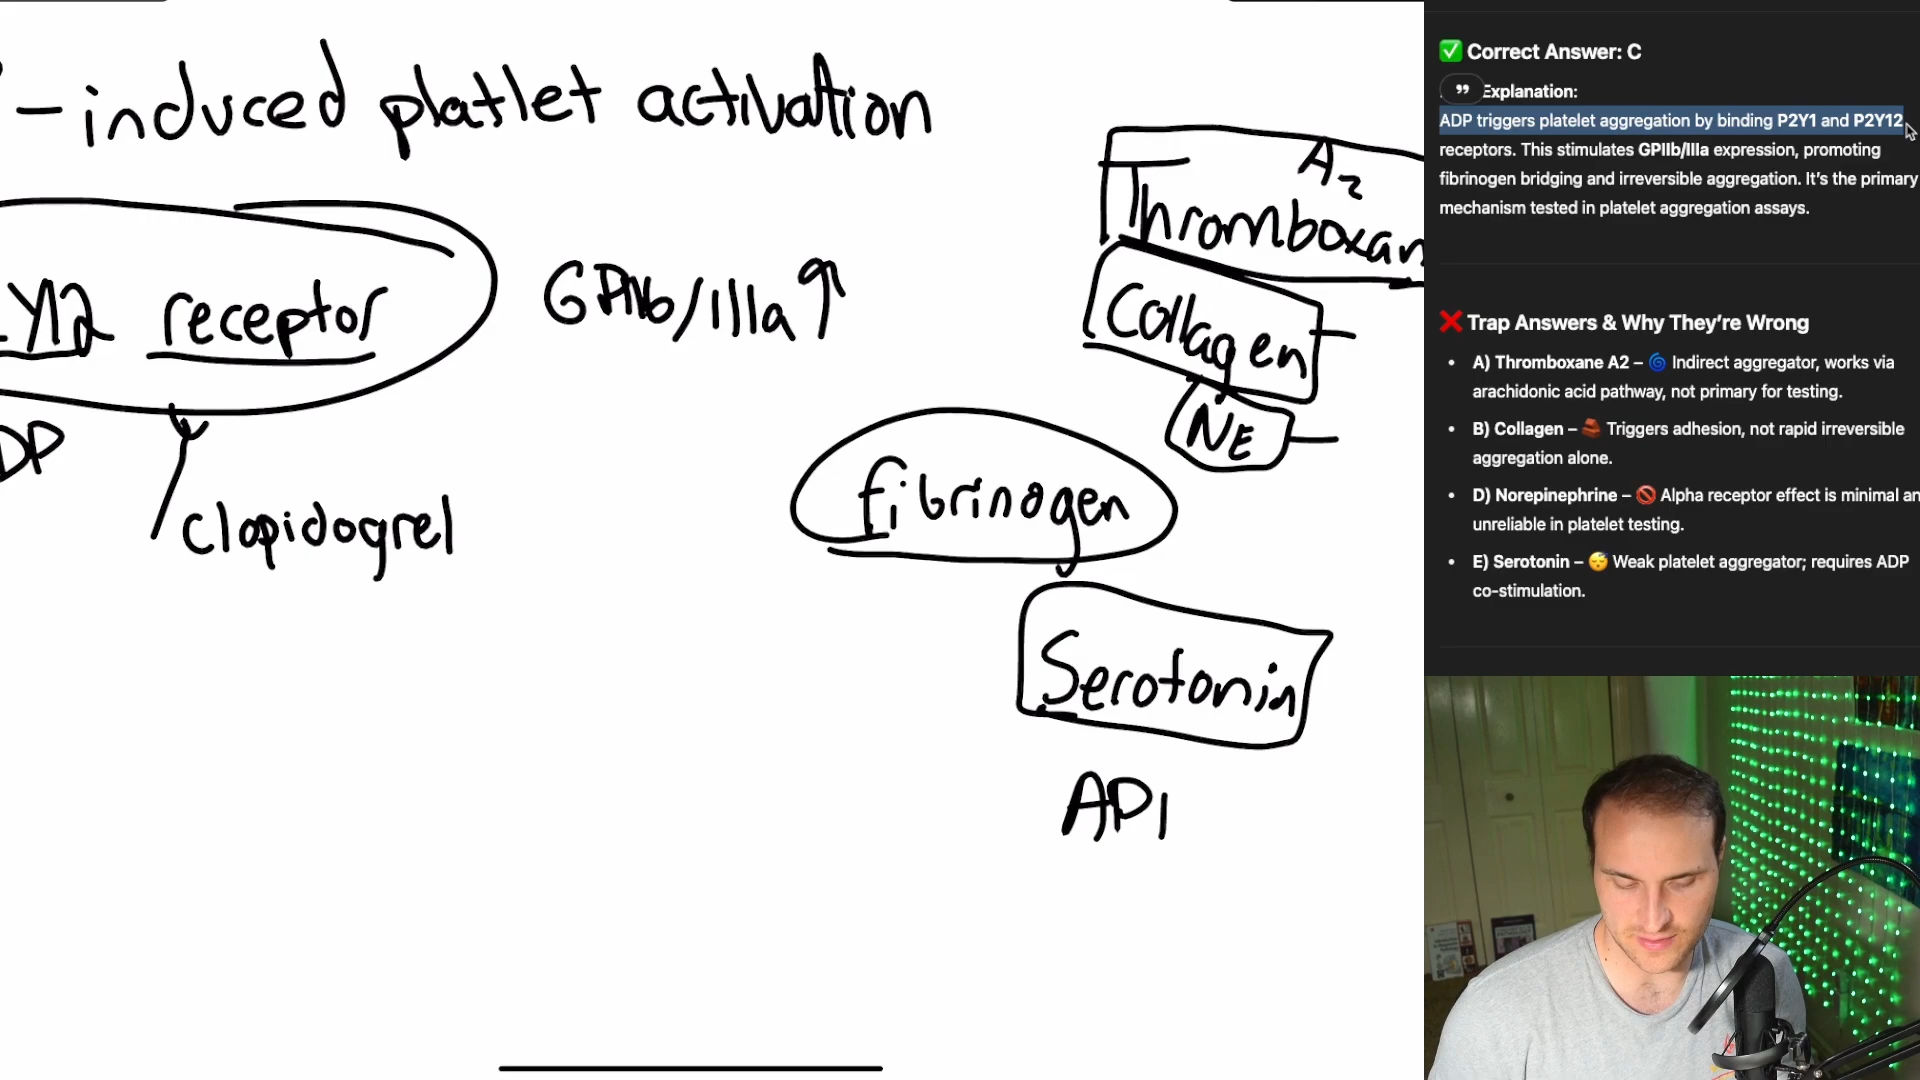 -induced platlet activation
Y12 receptor
GPIIb/IIIa ↑
A2
Thromboxan
Collagen
NE
DP
fibrinogen
clopidogrel
Serotonin
API
✅ Correct Answer: C
Explanation:
ADP triggers platelet aggregation by binding P2Y1 and P2Y12
receptors. This stimulates GPIIb/IIIa expression, promoting
fibrinogen bridging and irreversible aggregation. It’s the primary
mechanism tested in platelet aggregation assays.
❌ Trap Answers & Why They’re Wrong
• A) Thromboxane A2 – 🌀 Indirect aggregator, works via
arachidonic acid pathway, not primary for testing.
• B) Collagen – 🧱 Triggers adhesion, not rapid irreversible
aggregation alone.
• D) Norepinephrine – 🚫 Alpha receptor effect is minimal an
unreliable in platelet testing.
• E) Serotonin – 😴 Weak platelet aggregator; requires ADP
co-stimulation.